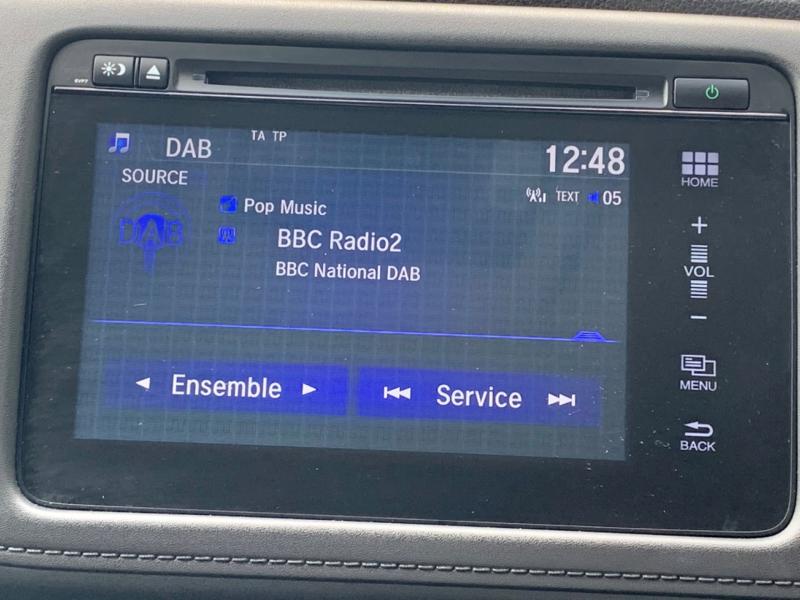 DAB
TA TP
12:48
SOURCE
TEXT 05
DAB
Pop Music
BBC Radio2
BBC National DAB
Ensemble
Service
HOME
+
VOL
−
MENU
BACK